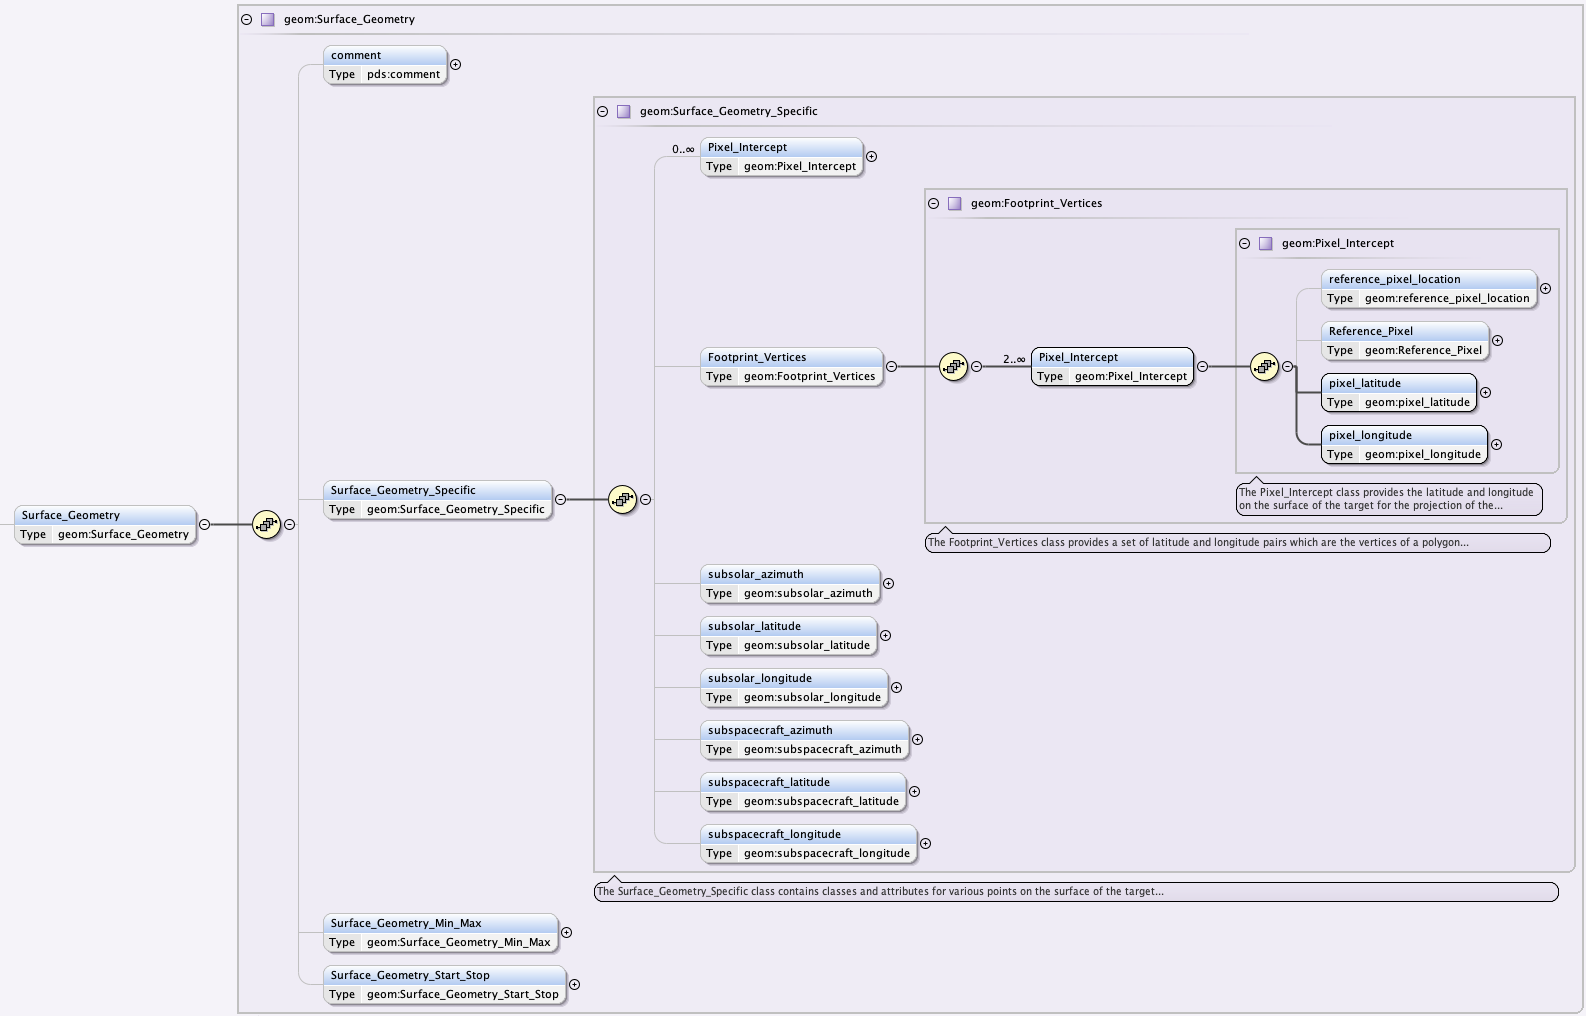 geom:Surface_Geometry
comment
Type pds:comment
geom:Surface_Geometry_Specific
0..∞
Pixel_Intercept
Type geom:Pixel_Intercept
geom:Footprint_Vertices
geom:Pixel_Intercept
reference_pixel_location
Type geom:reference_pixel_location
Reference_Pixel
Type geom:Reference_Pixel
Footprint_Vertices
Type geom:Footprint_Vertices
2..∞
Pixel_Intercept
Type geom:Pixel_Intercept
pixel_latitude
Type geom:pixel_latitude
pixel_longitude
Type geom:pixel_longitude
The Pixel_Intercept class provides the latitude and longitude
on the surface of the target for the projection of the...
The Footprint_Vertices class provides a set of latitude and longitude pairs which are the vertices of a polygon...
Surface_Geometry_Specific
Type geom:Surface_Geometry_Specific
Surface_Geometry
Type geom:Surface_Geometry
subsolar_azimuth
Type geom:subsolar_azimuth
subsolar_latitude
Type geom:subsolar_latitude
subsolar_longitude
Type geom:subsolar_longitude
subspacecraft_azimuth
Type geom:subspacecraft_azimuth
subspacecraft_latitude
Type geom:subspacecraft_latitude
subspacecraft_longitude
Type geom:subspacecraft_longitude
The Surface_Geometry_Specific class contains classes and attributes for various points on the surface of the target...
Surface_Geometry_Min_Max
Type geom:Surface_Geometry_Min_Max
Surface_Geometry_Start_Stop
Type geom:Surface_Geometry_Start_Stop